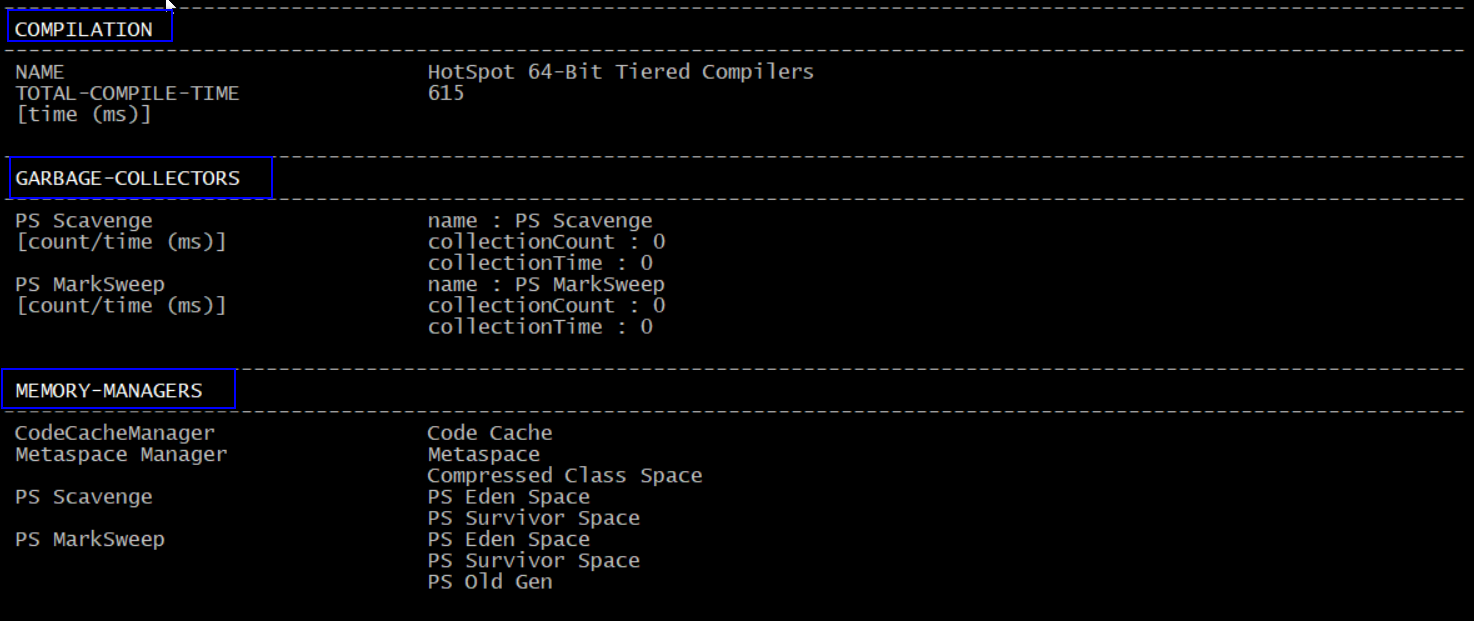 COMPILATION
NAME HotSpot 64-Bit Tiered Compilers
TOTAL-COMPILE-TIME 615
[time (ms)]
GARBAGE-COLLECTORS
PS Scavenge name : PS Scavenge
[count/time (ms)] collectionCount : 0
collectionTime : 0
PS MarkSweep name : PS MarkSweep
[count/time (ms)] collectionCount : 0
collectionTime : 0
MEMORY-MANAGERS
CodeCacheManager Code Cache
Metaspace Manager Metaspace
Compressed Class Space
PS Scavenge PS Eden Space
PS Survivor Space
PS MarkSweep PS Eden Space
PS Survivor Space
PS Old Gen